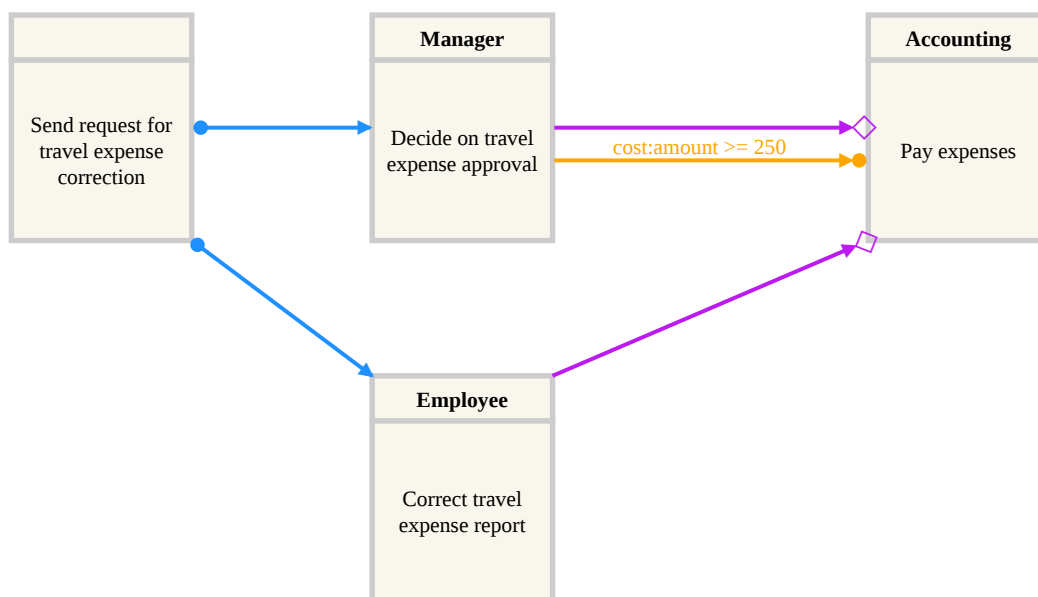 Manager
Accounting
Send request for
travel expense
correction
Decide on travel
expense approval
cost:amount >= 250
Pay expenses
Employee
Correct travel
expense report